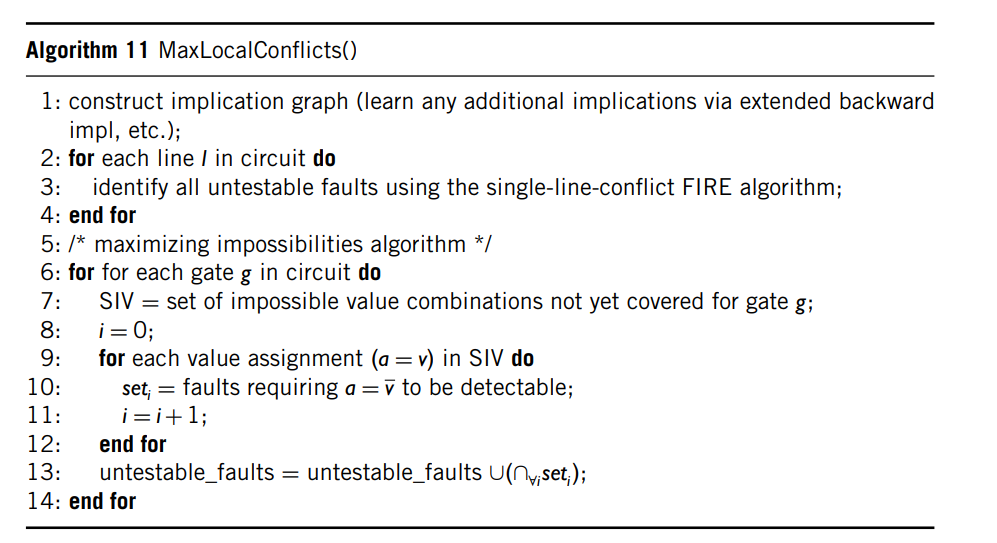 Algorithm 11 MaxLocalConflicts()
1: construct implication graph (learn any additional implications via extended backward
impl, etc.);
2: for each line l in circuit do
3: identify all untestable faults using the single-line-conflict FIRE algorithm;
4: end for
5: /* maximizing impossibilities algorithm */
6: for for each gate g in circuit do
7: SIV = set of impossible value combinations not yet covered for gate g;
8: i = 0;
9: for each value assignment (a = v) in SIV do
10: setᵢ = faults requiring a = v̄ to be detectable;
11: i = i + 1;
12: end for
13: untestable_faults = untestable_faults ∪(∩∀ᵢsetᵢ);
14: end for